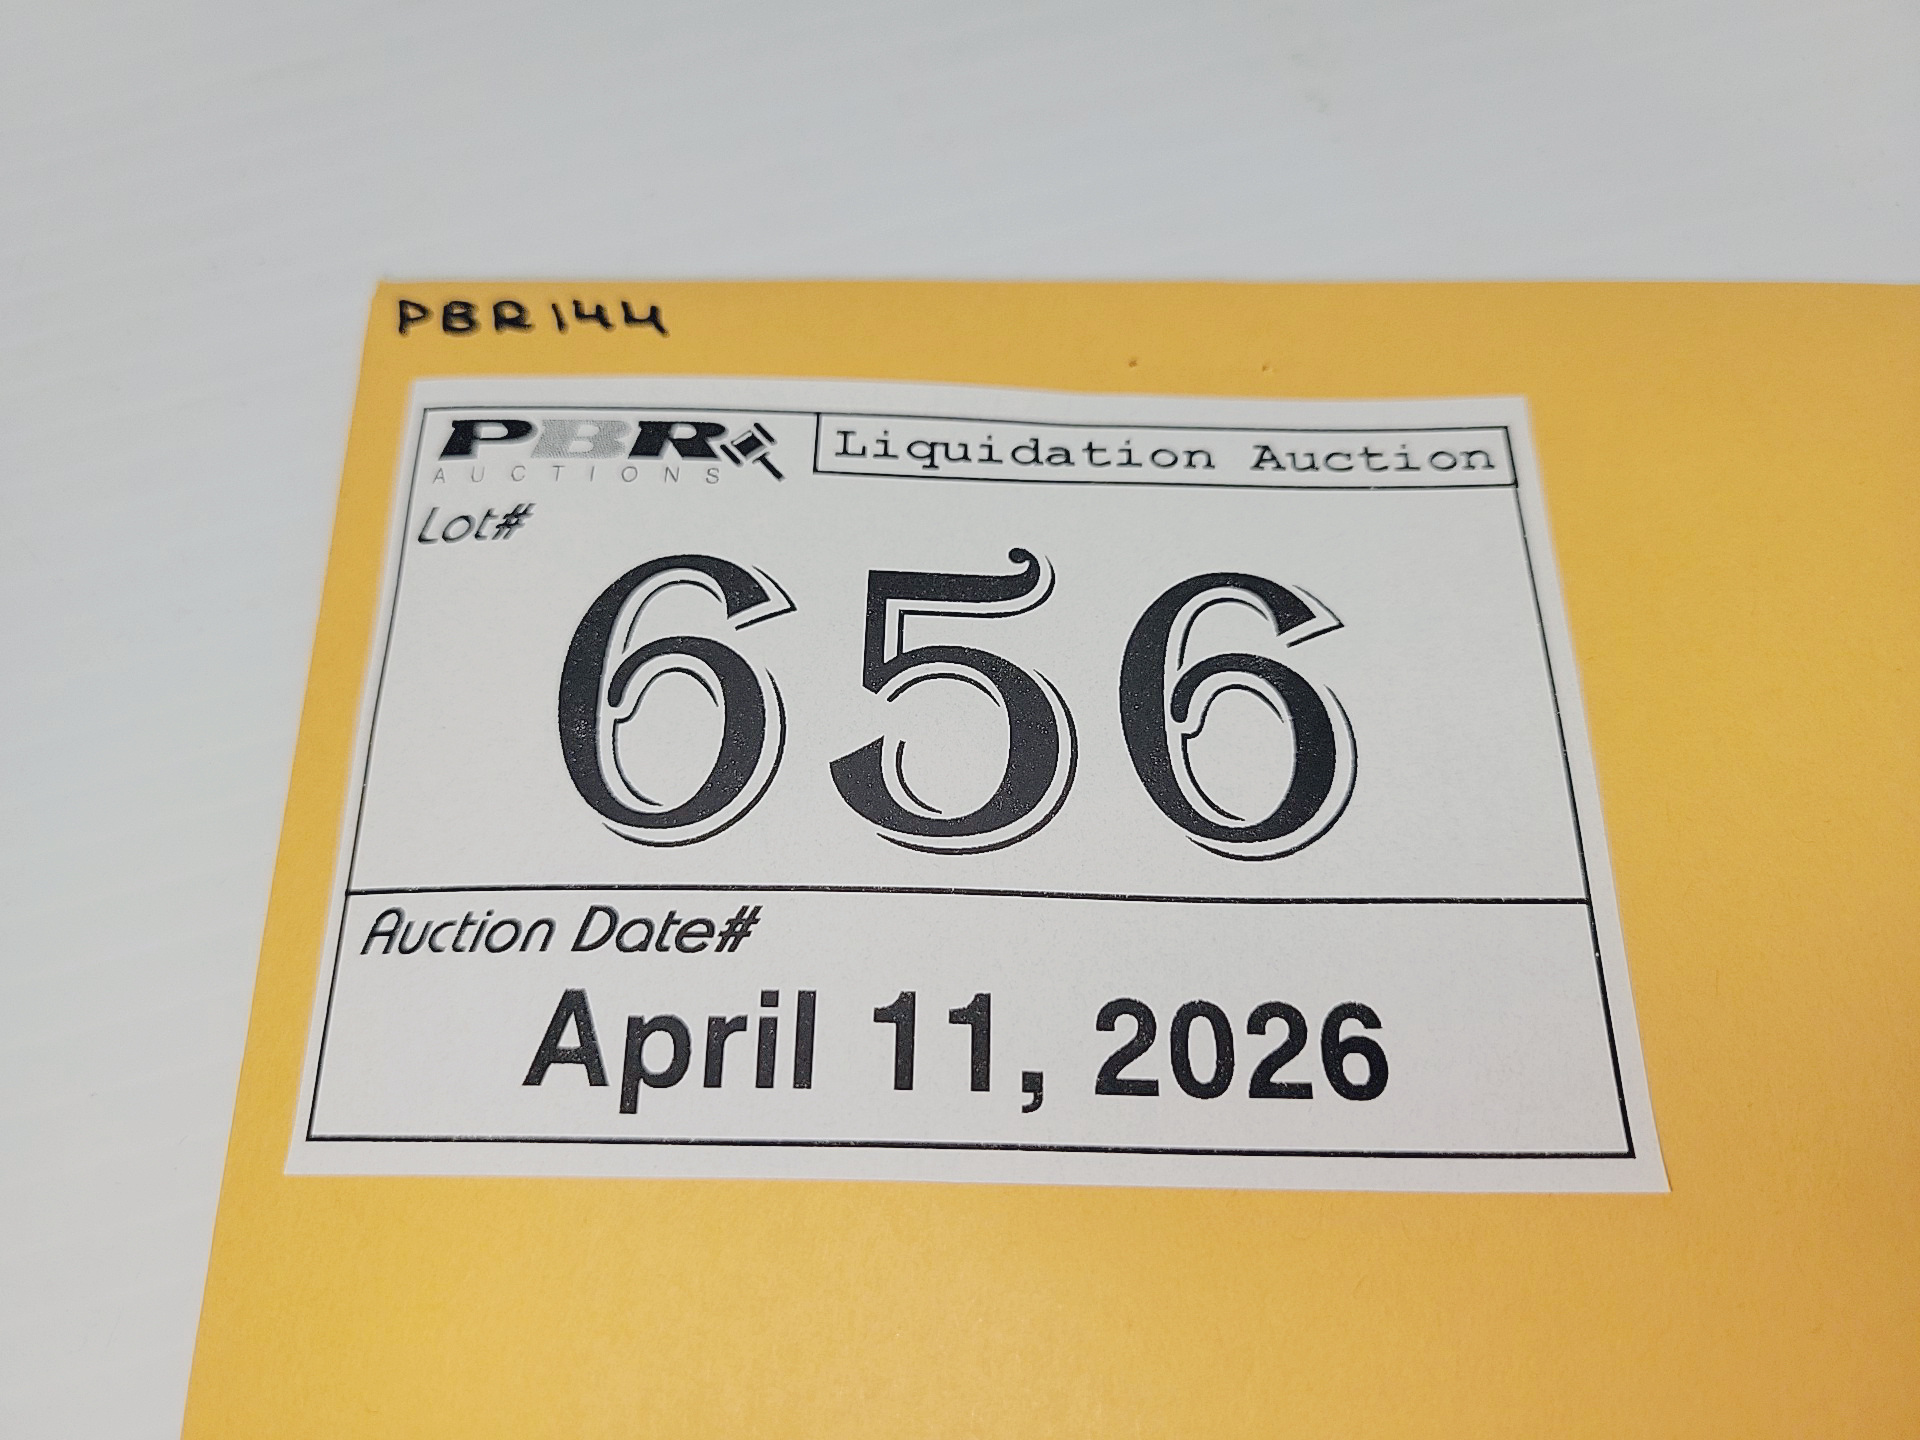 PBR144
PBR
AUCTIONS
Liquidation Auction
Lot#
656
Auction Date#
April 11, 2026